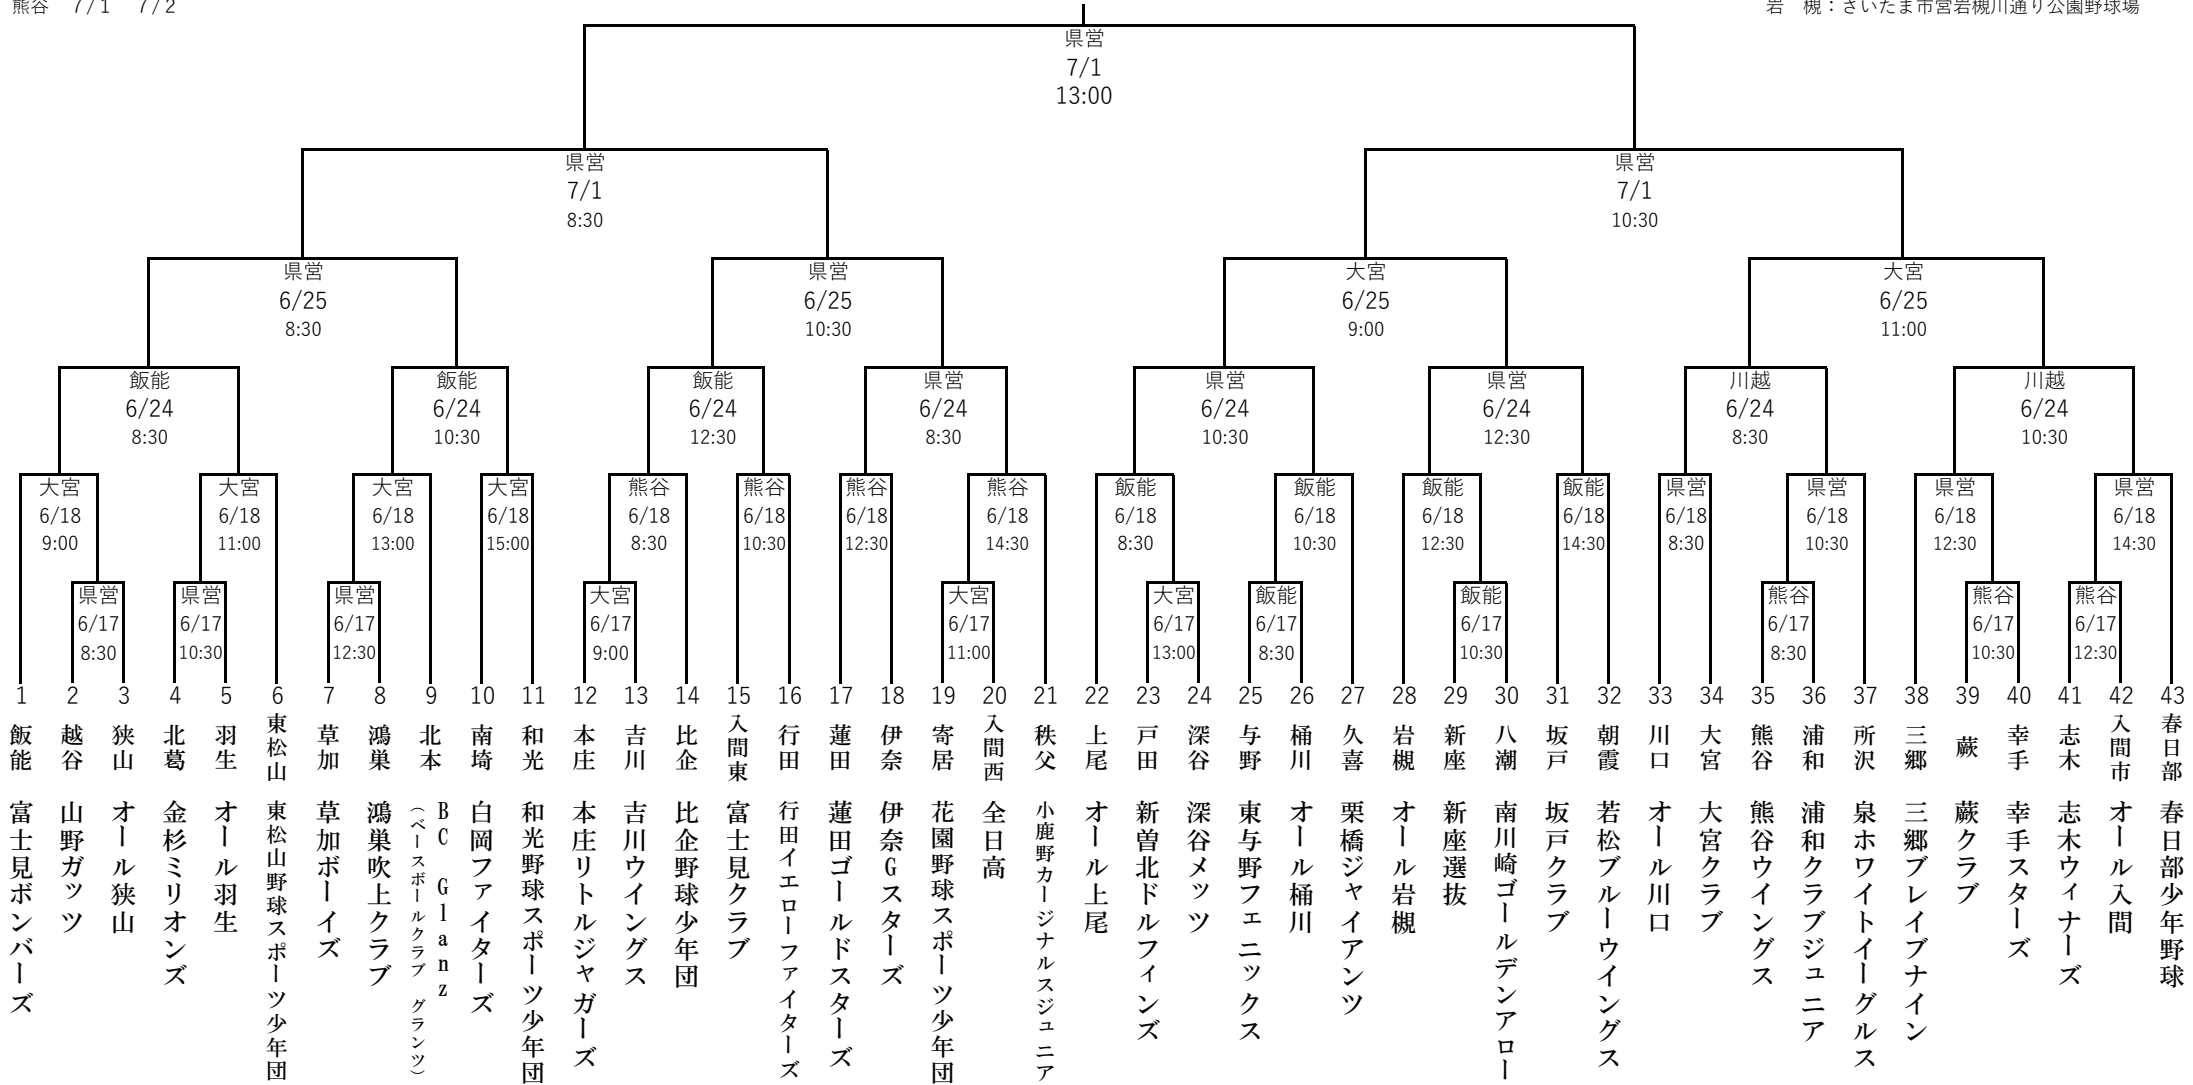 熊谷　7/1　7/2
岩　槻：さいたま市営岩槻川通り公園野球場
県営
7/1
13:00
県営
7/1
8:30
県営
7/1
10:30
県営
6/25
8:30
県営
6/25
10:30
大宮
6/25
9:00
大宮
6/25
11:00
飯能
6/24
8:30
飯能
6/24
10:30
飯能
6/24
12:30
県営
6/24
8:30
県営
6/24
10:30
県営
6/24
12:30
川越
6/24
8:30
川越
6/24
10:30
大宮
6/18
9:00
大宮
6/18
11:00
大宮
6/18
13:00
大宮
6/18
15:00
熊谷
6/18
8:30
熊谷
6/18
10:30
熊谷
6/18
12:30
熊谷
6/18
14:30
飯能
6/18
8:30
飯能
6/18
10:30
飯能
6/18
12:30
飯能
6/18
14:30
県営
6/18
8:30
県営
6/18
10:30
県営
6/18
12:30
県営
6/18
14:30
県営
6/17
8:30
県営
6/17
10:30
県営
6/17
12:30
大宮
6/17
9:00
大宮
6/17
11:00
大宮
6/17
13:00
飯能
6/17
8:30
飯能
6/17
10:30
熊谷
6/17
8:30
熊谷
6/17
10:30
熊谷
6/17
12:30
1 飯能 富士見ボンバーズ
2 越谷 山野ガッツ
3 狭山 オール狭山
4 北葛 金杉ミリオンズ
5 羽生 オール羽生
6 東松山 東松山野球スポーツ少年団
7 草加 草加ボーイズ
8 鴻巣 鴻巣吹上クラブ
9 北本 BC Glanz
（ベースボールクラブ グランツ）
10 南埼 白岡ファイターズ
11 和光 和光野球スポーツ少年団
12 本庄 本庄リトルジャガーズ
13 吉川 吉川ウイングス
14 比企 比企野球少年団
15 入間東 富士見クラブ
16 行田 行田イエローファイターズ
17 蓮田 蓮田ゴールドスターズ
18 伊奈 伊奈Gスターズ
19 寄居 花園野球スポーツ少年団
20 入間西 全日高
21 秩父 小鹿野カージナルスジュニア
22 上尾 オール上尾
23 戸田 新曽北ドルフィンズ
24 深谷 深谷メッツ
25 与野 東与野フェニックス
26 桶川 オール桶川
27 久喜 栗橋ジャイアンツ
28 岩槻 オール岩槻
29 新座 新座選抜
30 八潮 南川崎ゴールデンアロー
31 坂戸 坂戸クラブ
32 朝霞 若松ブルーウイングス
33 川口 オール川口
34 大宮 大宮クラブ
35 熊谷 熊谷ウイングス
36 浦和 浦和クラブジュニア
37 所沢 泉ホワイトイーグルス
38 三郷 三郷ブレイブナイン
39 蕨 蕨クラブ
40 幸手 幸手スターズ
41 志木 志木ウィナーズ
42 入間市 オール入間
43 春日部 春日部少年野球